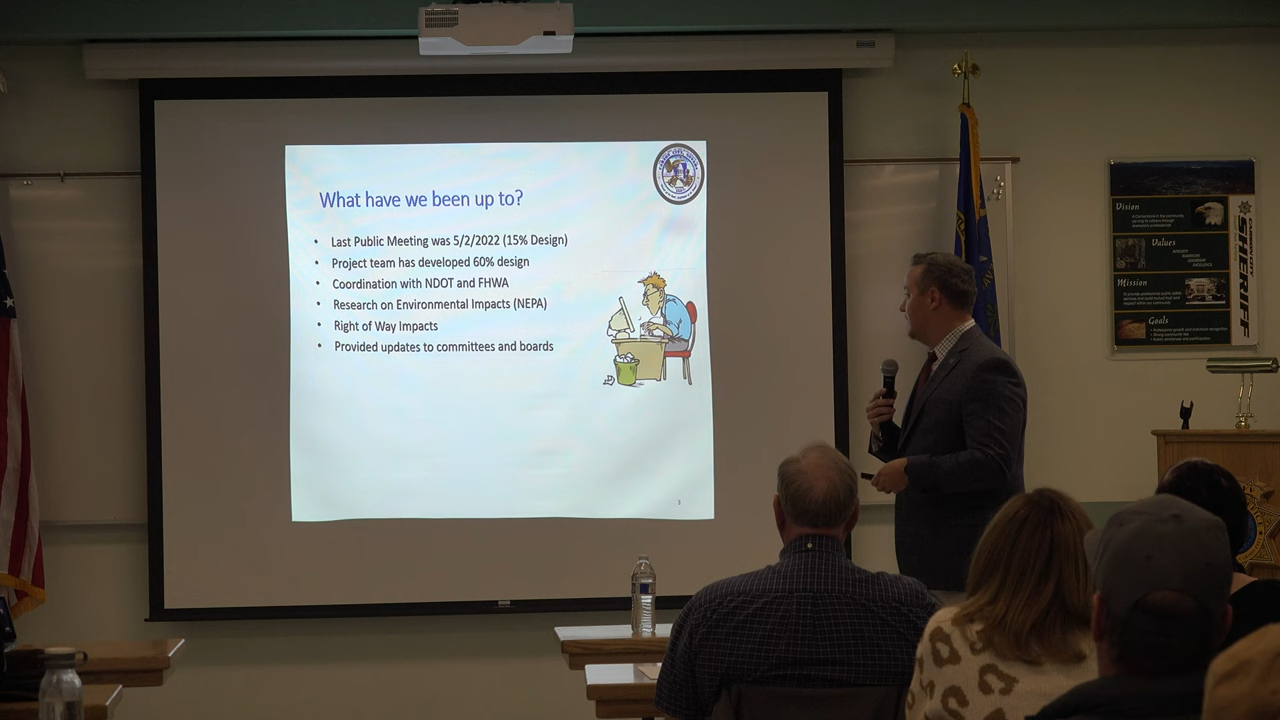 What have we been up to?
• Last Public Meeting was 5/2/2022 (15% Design)
• Project team has developed 60% design
• Coordination with NDOT and FHWA
• Research on Environmental Impacts (NEPA)
• Right of Way Impacts
• Provided updates to committees and boards
3
Vision
Values
Mission
Goals
SHERIFF